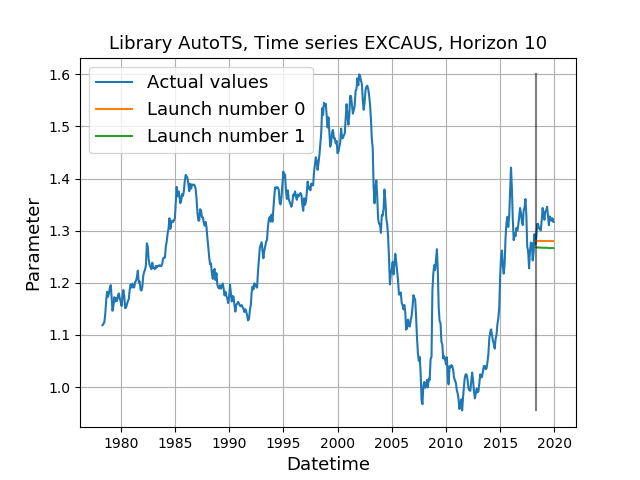 Library AutoTS, Time series EXCAUS, Horizon 10
Actual values
Launch number 0
Launch number 1
Parameter
1.6
1.5
1.4
1.3
1.2
1.1
1.0
1980 1985 1990 1995 2000 2005 2010 2015 2020
Datetime